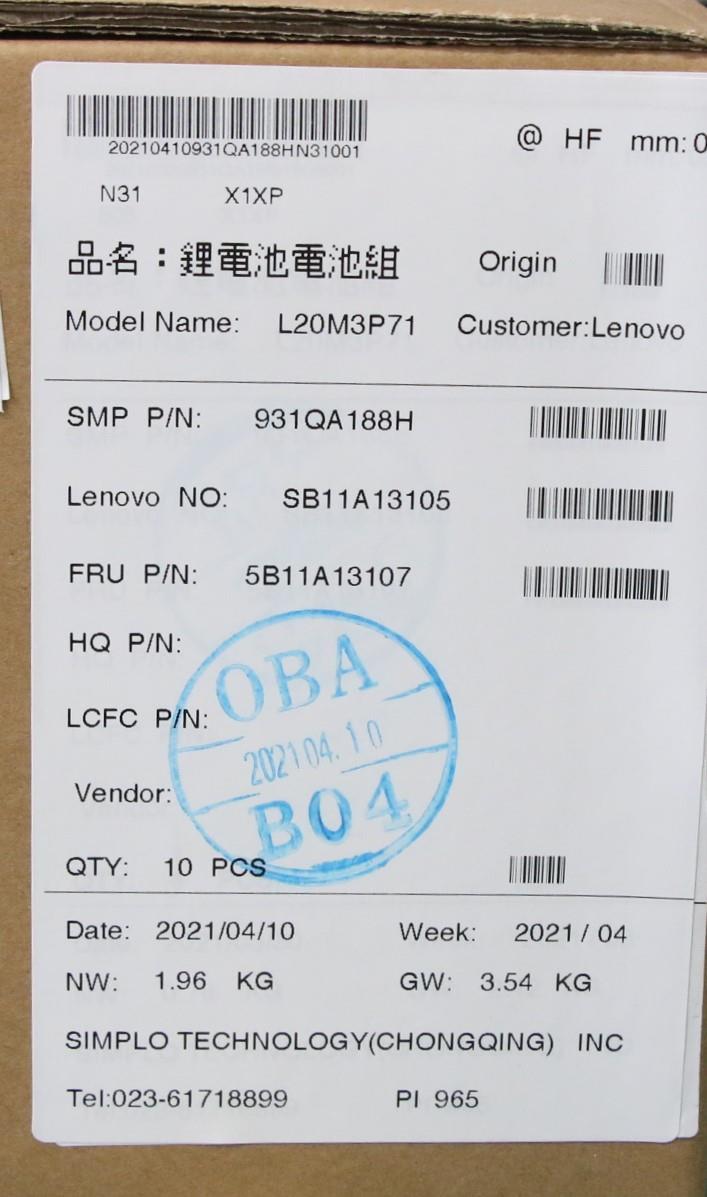 20210410931QA188HN31001
@ HF mm:0
N31 X1XP
品名：鋰電池電池組 Origin
Model Name: L20M3P71 Customer:Lenovo
SMP P/N: 931QA188H
Lenovo NO: SB11A13105
FRU P/N: 5B11A13107
HQ P/N:
OBA
LCFC P/N:
2021 04.10
Vendor:
B04
QTY: 10 PCS
Date: 2021/04/10 Week: 2021 / 04
NW: 1.96 KG GW: 3.54 KG
SIMPLO TECHNOLOGY(CHONGQING) INC
Tel:023-61718899 PI 965